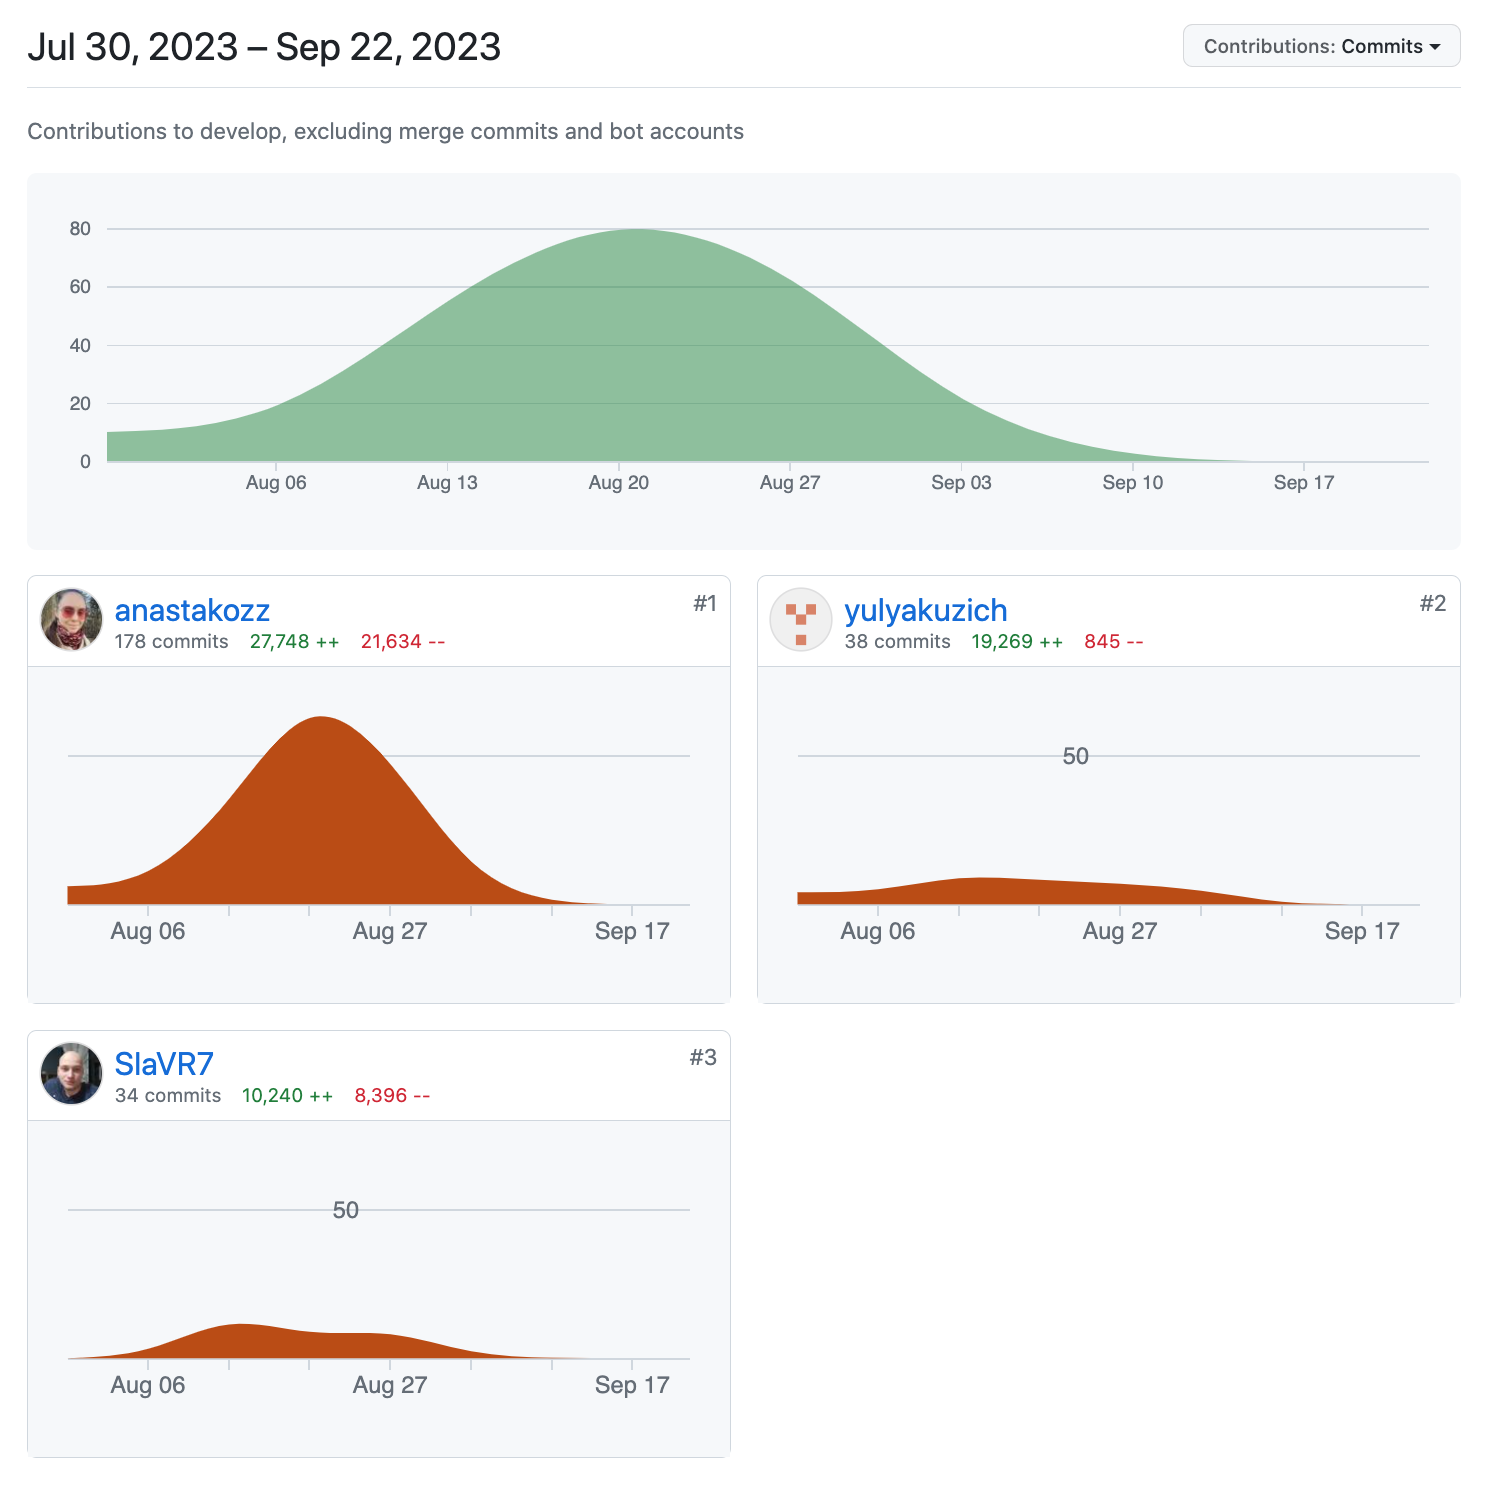 Jul 30, 2023 – Sep 22, 2023
Contributions: Commits
Contributions to develop, excluding merge commits and bot accounts
80
60
40
20
0
Aug 06 Aug 13 Aug 20 Aug 27 Sep 03 Sep 10 Sep 17
anastakozz #1
178 commits 27,748 ++ 21,634 --
Aug 06 Aug 27 Sep 17
yulyakuzich #2
38 commits 19,269 ++ 845 --
50
Aug 06 Aug 27 Sep 17
SlaVR7 #3
34 commits 10,240 ++ 8,396 --
50
Aug 06 Aug 27 Sep 17